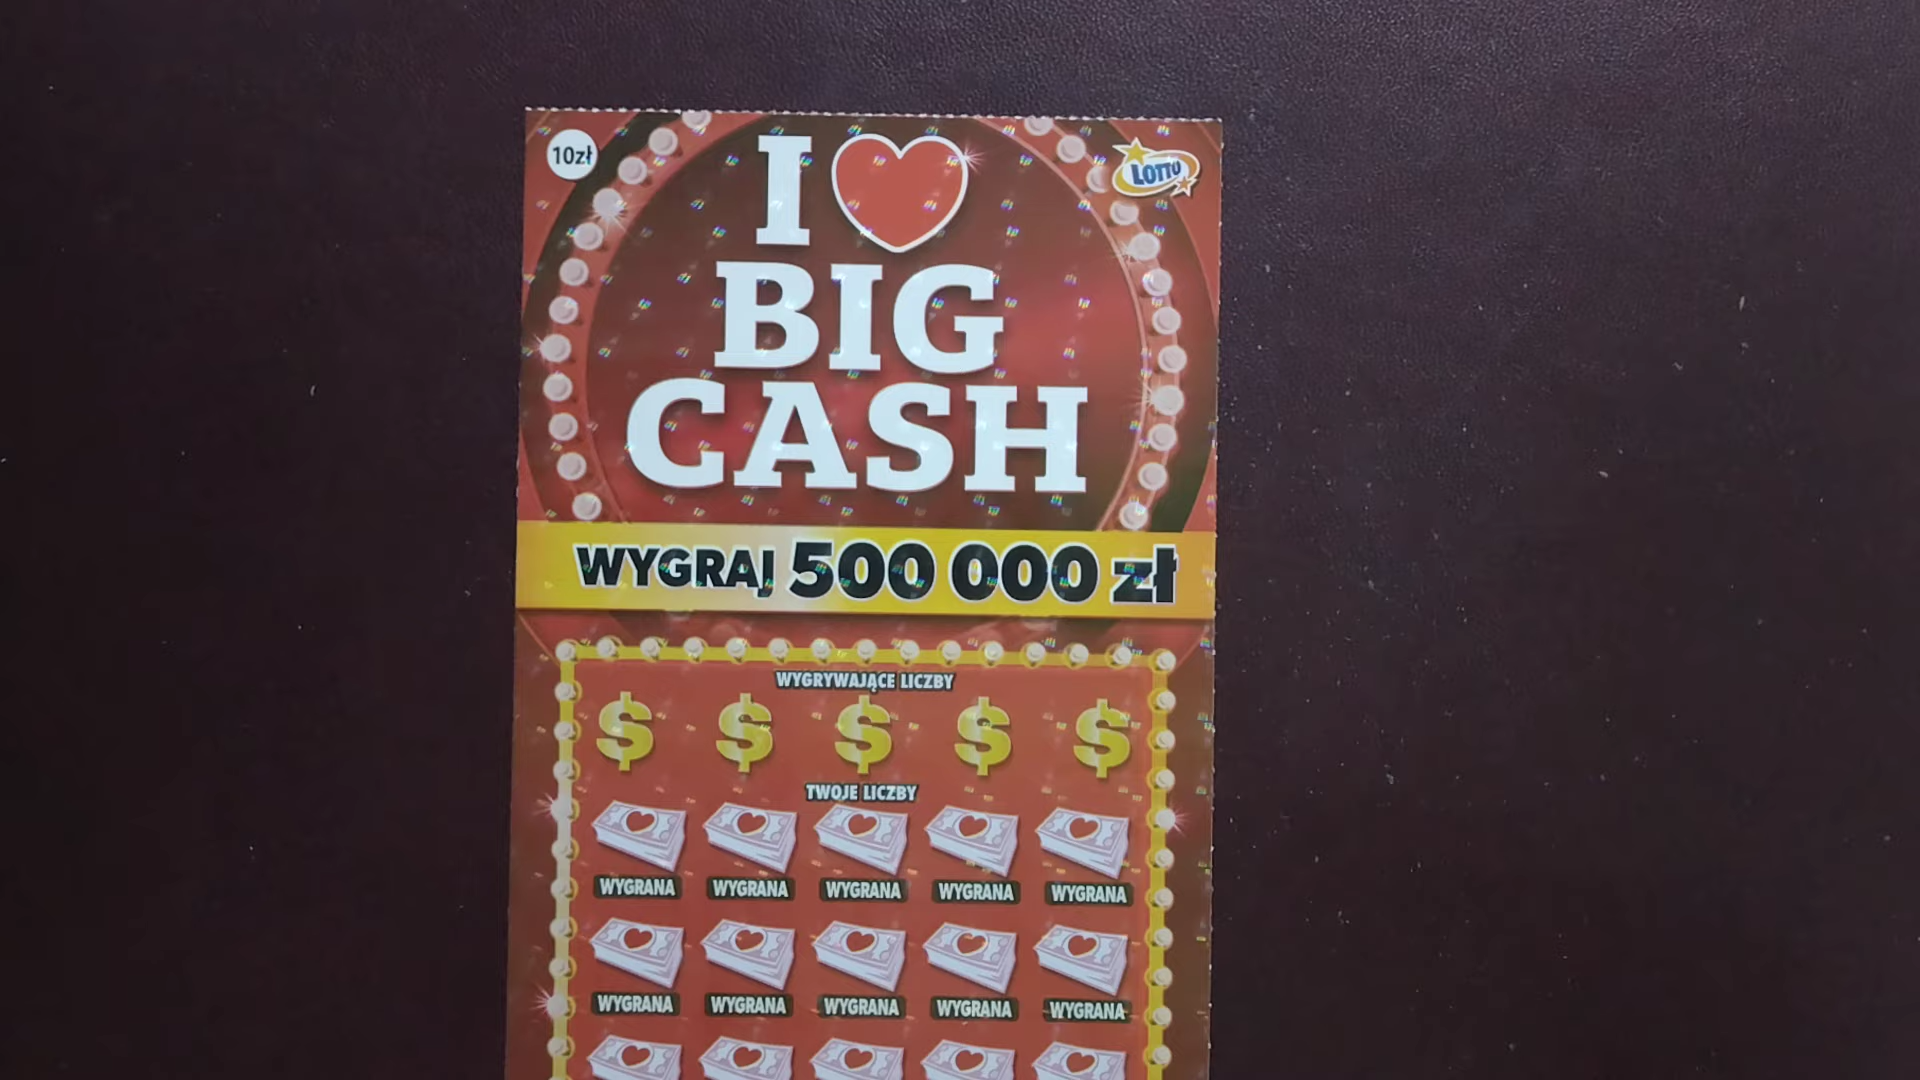 10zł
I
LOTTO
BIG
CASH
WYGRAJ 500 000 zł
WYGRYWAJĄCE LICZBY
$ $ $ $ $
TWOJE LICZBY
WYGRANA WYGRANA WYGRANA WYGRANA WYGRANA
WYGRANA WYGRANA WYGRANA WYGRANA WYGRANA